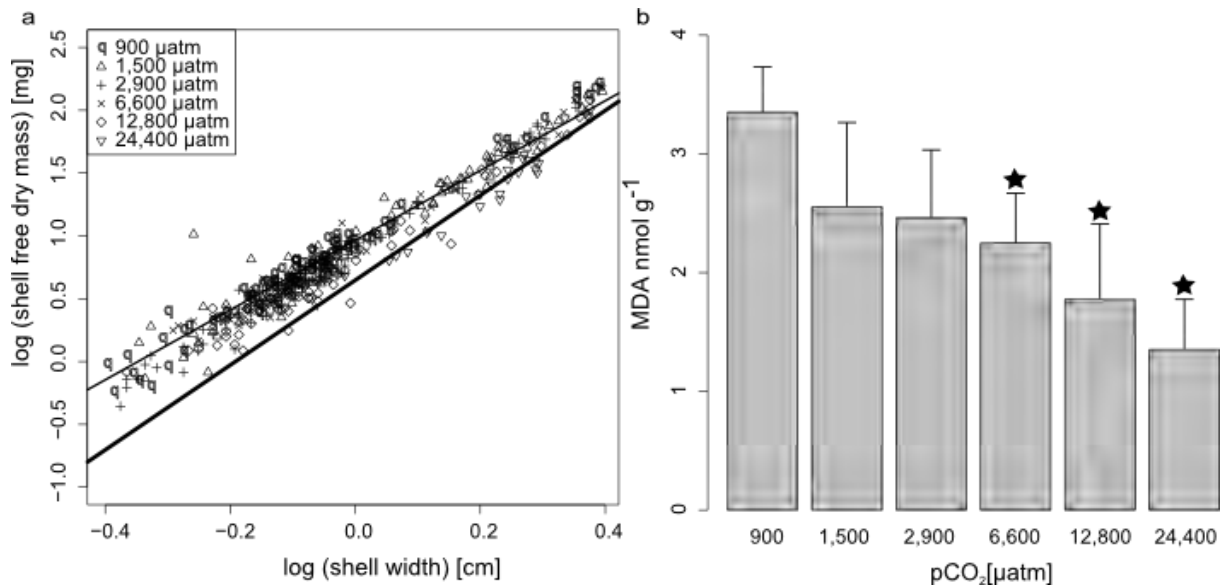 a
log (shell free dry mass) [mg]
2.5
2.0
1.5
1.0
0.5
0.0
−0.5
−1.0
q 900 µatm
△ 1,500 µatm
+ 2,900 µatm
× 6,600 µatm
◇ 12,800 µatm
▽ 24,400 µatm
−0.4 −0.2 0.0 0.2 0.4
log (shell width) [cm]
b
MDA nmol g⁻¹
4
3
2
1
0
900 1,500 2,900 6,600 12,800 24,400
pCO₂[µatm]